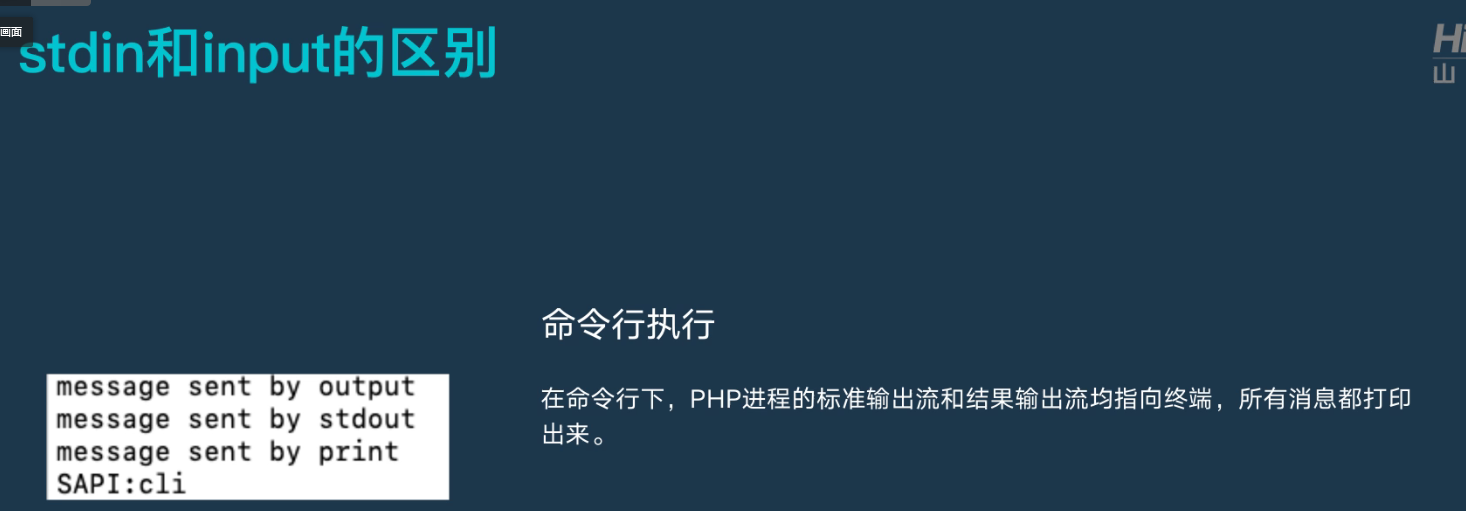 画面
stdin和input的区别
Hi
山
命令行执行
message sent by output
message sent by stdout
message sent by print
SAPI:cli
在命令行下，PHP进程的标准输出流和结果输出流均指向终端，所有消息都打印
出来。